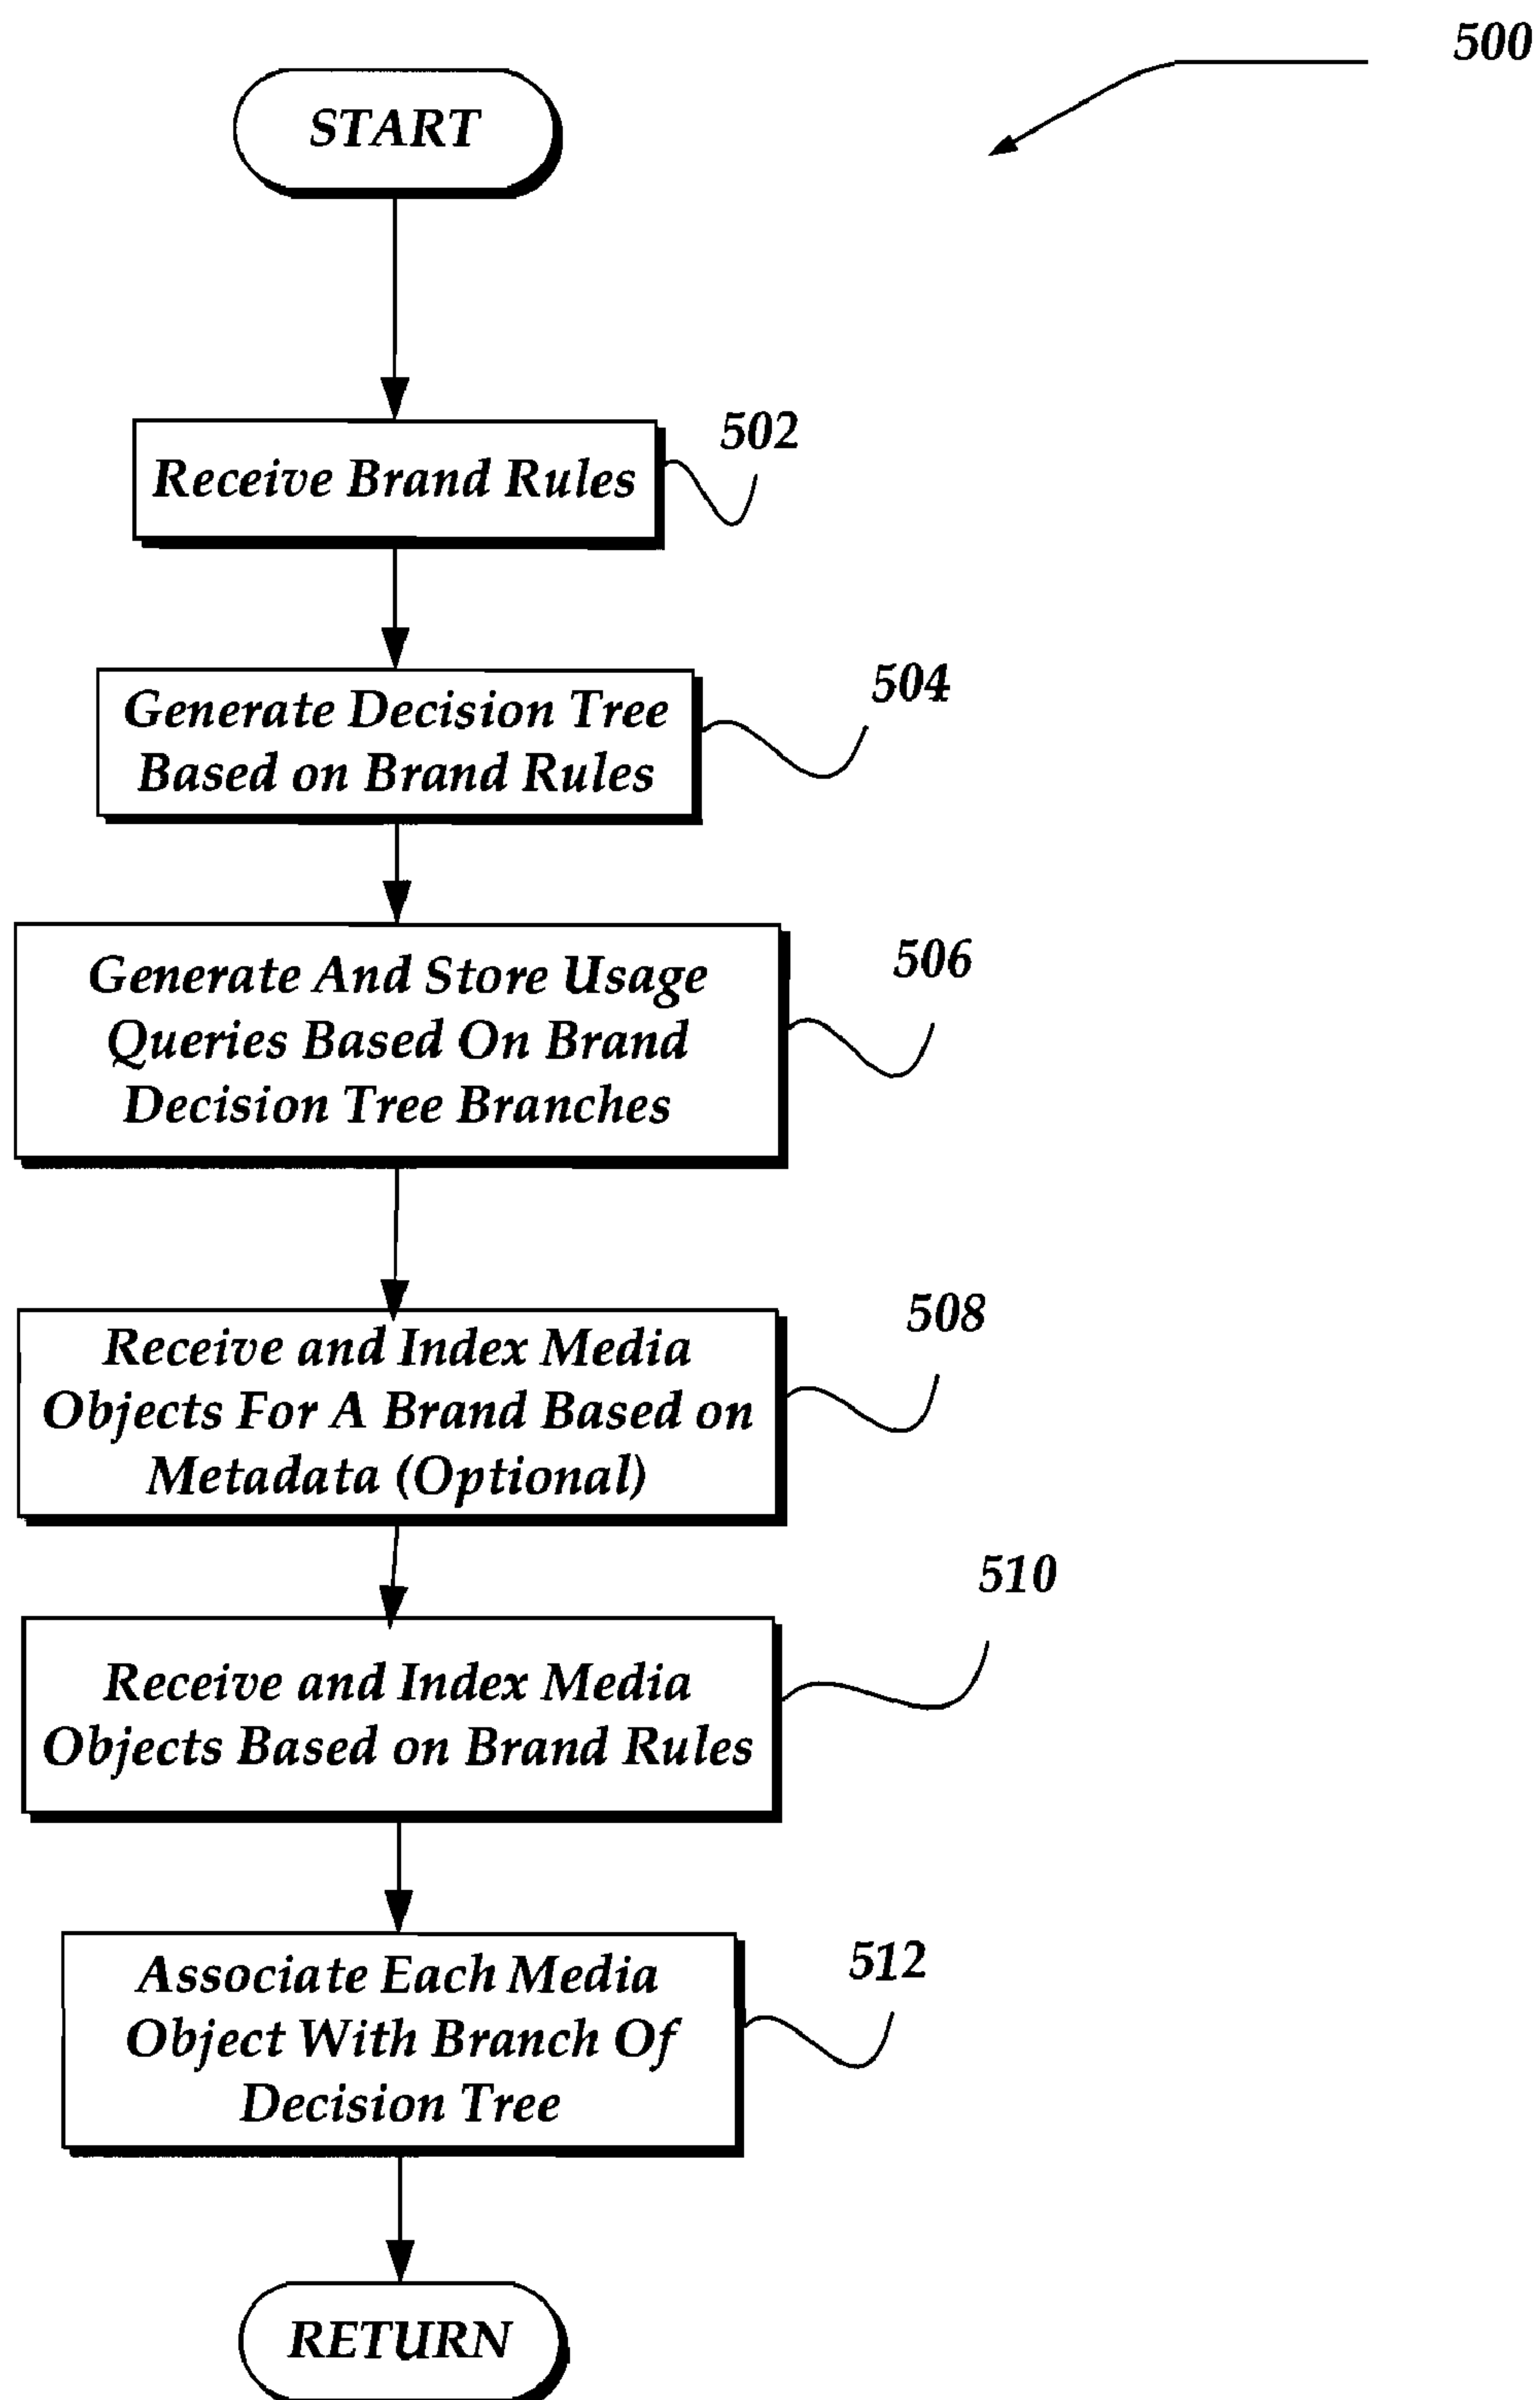 500
START
502
Receive Brand Rules
504
Generate Decision Tree
Based on Brand Rules
506
Generate And Store Usage
Queries Based On Brand
Decision Tree Branches
508
Receive and Index Media
Objects For A Brand Based on
Metadata (Optional)
510
Receive and Index Media
Objects Based on Brand Rules
512
Associate Each Media
Object With Branch Of
Decision Tree
RETURN